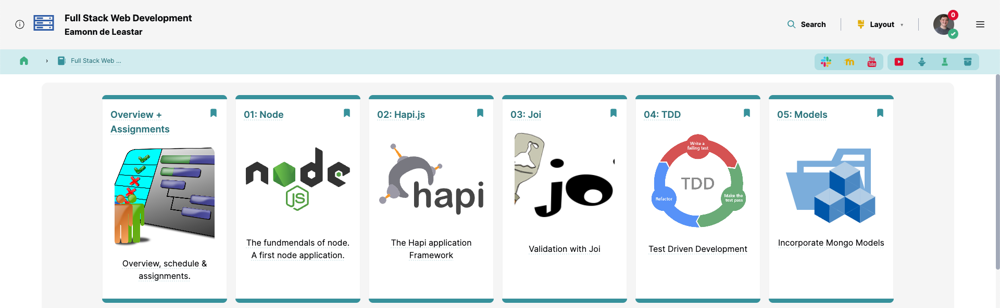 Full Stack Web Development
Eamonn de Leastar
Search
Layout
0
Full Stack Web ...
You
Tube
Overview +
Assignments
Overview, schedule &
assignments.
01: Node
node
JS
The fundmendals of node.
A first node application.
02: Hapi.js
hapi
The Hapi application
Framework
03: Joi
joi
Validation with Joi
04: TDD
Write a
failing test
TDD
Refactor
Make the
test pass
Test Driven Development
05: Models
Incorporate Mongo Models